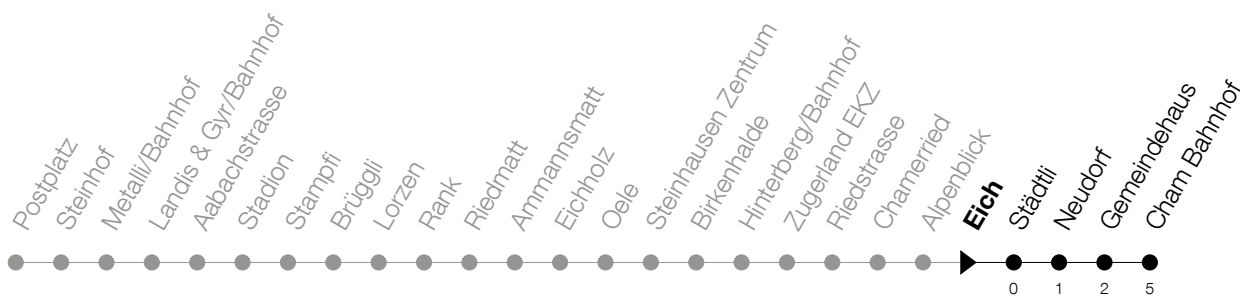 Postplatz
Steinhof
Metalli/Bahnhof
Landis & Gyr/Bahnhof
Aabachstrasse
Stadion
Stampfi
Brüggli
Lorzen
Rank
Riedmatt
Ammannsmatt
Eichholz
Oele
Steinhausen Zentrum
Birkenhalde
Hinterberg/Bahnhof
Zugerland EKZ
Riedstrasse
Chamerried
Alpenblick
Eich
Städtli
Neudorf
Gemeindehaus
Cham Bahnhof
0
1
2
5